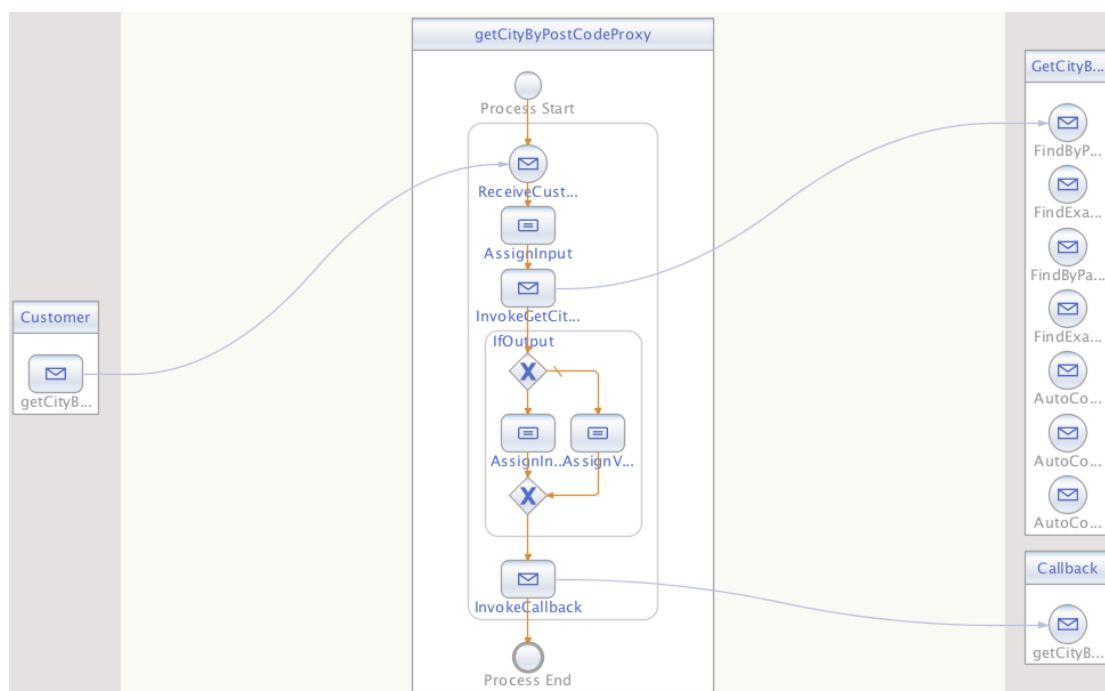 getCityByPostCodeProxy
Process Start
ReceiveCust...
AssignInput
InvokeGetCit...
IfOutput
X
AssignIn...
AssignV...
X
InvokeCallback
Process End
Customer
getCityB...
GetCityB...
FindByP...
FindExa...
FindByPa...
FindExa...
AutoCo...
AutoCo...
AutoCo...
Callback
getCityB...